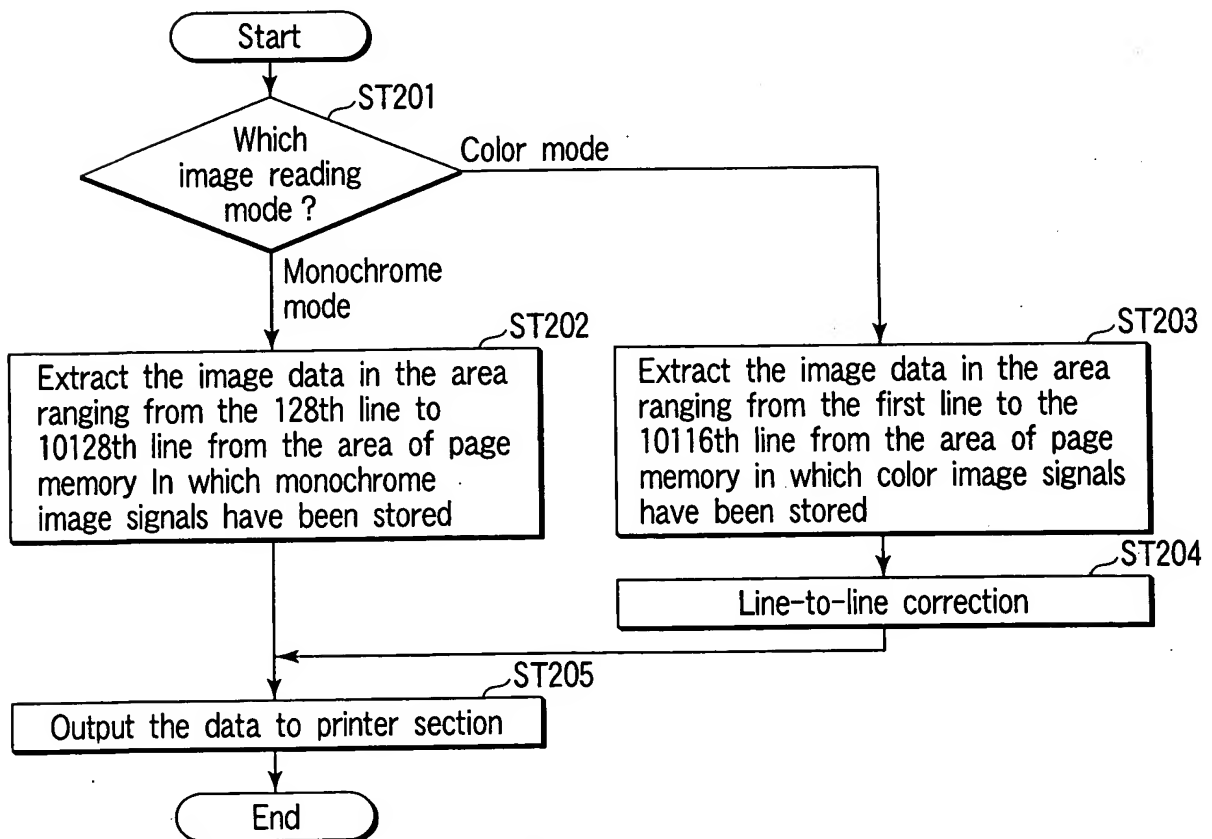 Start
ST201
Which
image reading
mode ?
Color mode
Monochrome
mode
ST202
Extract the image data in the area
ranging from the 128th line to
10128th line from the area of page
memory In which monochrome
image signals have been stored
ST203
Extract the image data in the area
ranging from the first line to the
10116th line from the area of page
memory in which color image signals
have been stored
ST204
Line-to-line correction
ST205
Output the data to printer section
End